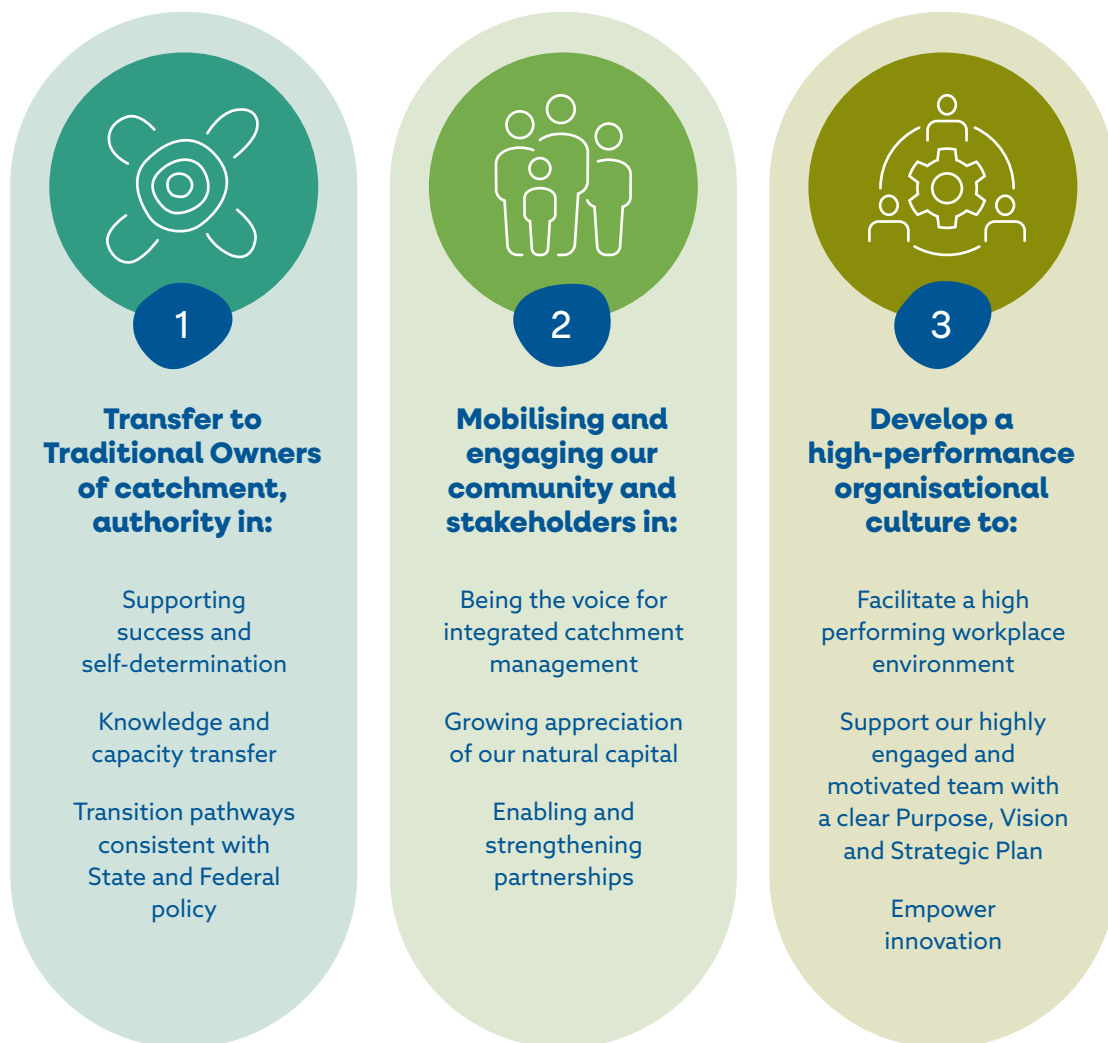 1
Transfer to
Traditional Owners
of catchment,
authority in:
Supporting
success and
self-determination
Knowledge and
capacity transfer
Transition pathways
consistent with
State and Federal
policy
2
Mobilising and
engaging our
community and
stakeholders in:
Being the voice for
integrated catchment
management
Growing appreciation
of our natural capital
Enabling and
strengthening
partnerships
3
Develop a
high-performance
organisational
culture to:
Facilitate a high
performing workplace
environment
Support our highly
engaged and
motivated team with
a clear Purpose, Vision
and Strategic Plan
Empower
innovation